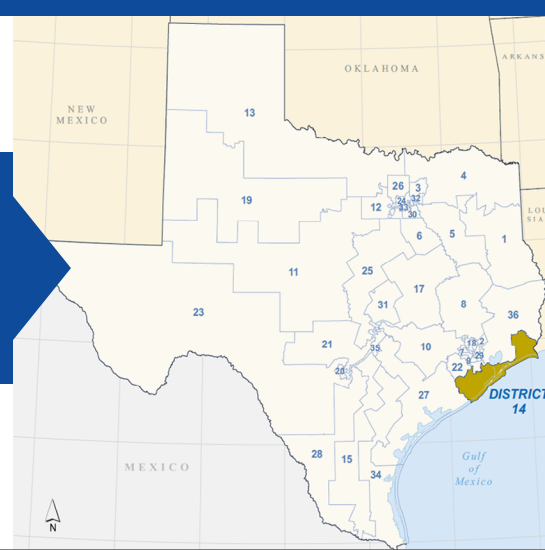 ARKANS
OKLAHOMA
NEW
MEXICO
13
4
26
3
32
24
33
30
12
19
LOU
SIA
6
5
1
11
25
17
23
31
8
36
21
35
10
18
2
7
29
9
22
20
27
DISTRICT
14
28
15
34
Gulf
of
Mexico
MEXICO
N